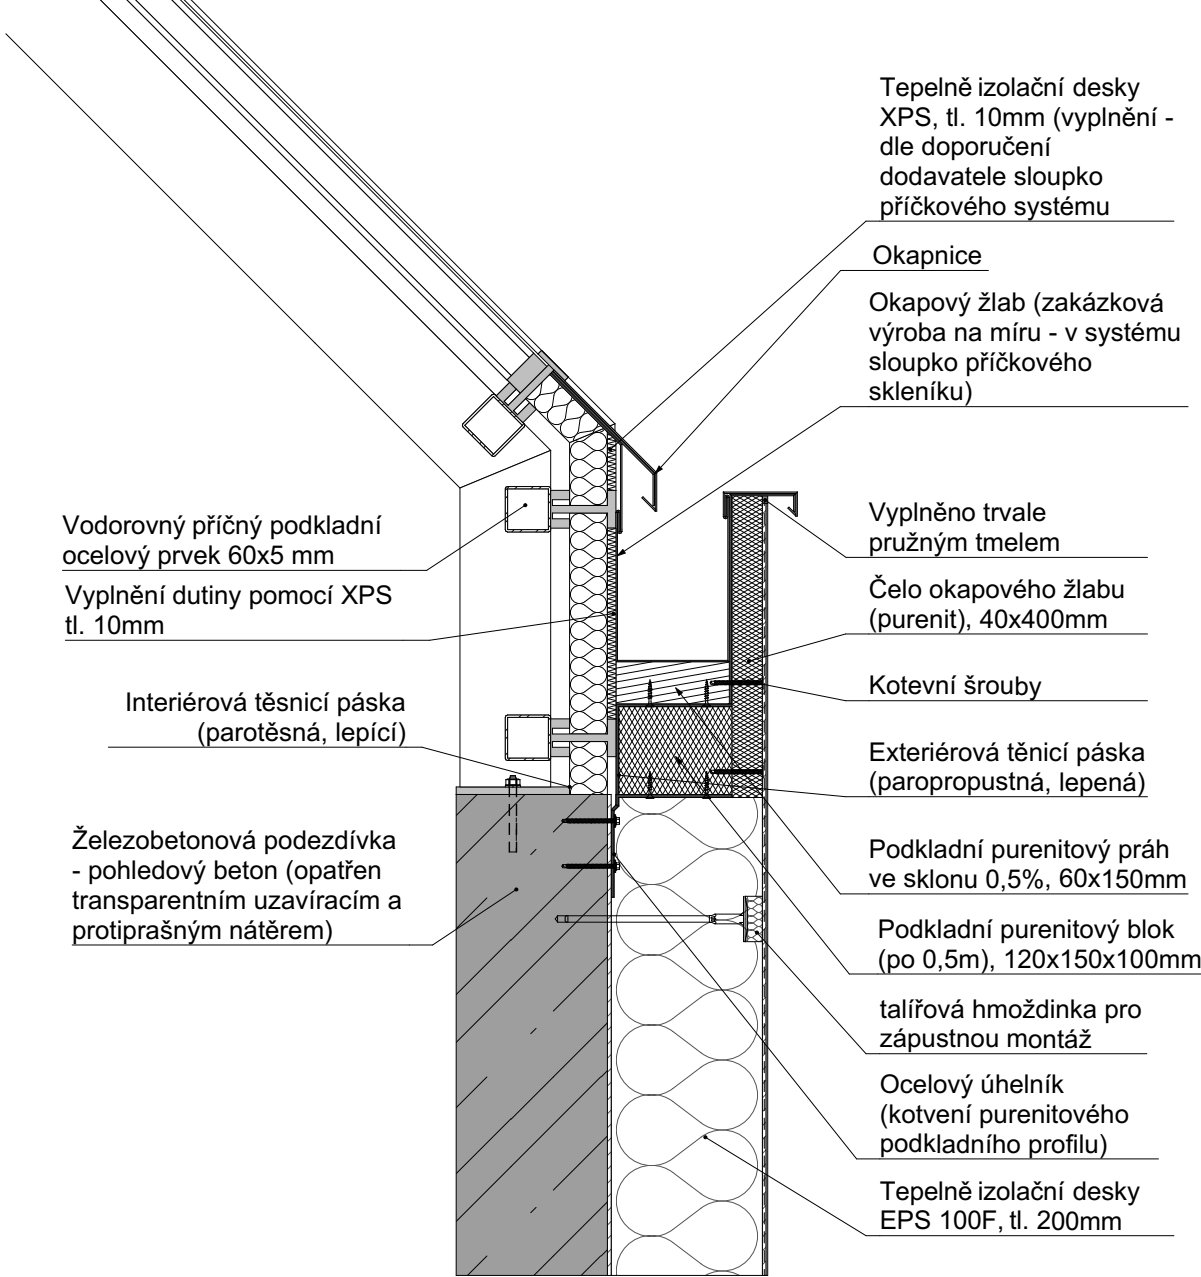 Tepelně izolační desky
XPS, tl. 10mm (vyplnění -
dle doporučení
dodavatele sloupko
příčkového systému
Okapnice
Okapový žlab (zakázková
výroba na míru - v systému
sloupko příčkového
skleníku)
Vodorovný příčný podkladní
ocelový prvek 60x5 mm
Vyplnění dutiny pomocí XPS
tl. 10mm
Interiérová těsnicí páska
(parotěsná, lepící)
Železobetonová podezdívka
- pohledový beton (opatřen
transparentním uzavíracím a
protiprašným nátěrem)
Vyplněno trvale
pružným tmelem
Čelo okapového žlabu
(purenit), 40x400mm
Kotevní šrouby
Exteriérová těnicí páska
(paropropustná, lepená)
Podkladní purenitový práh
ve sklonu 0,5%, 60x150mm
Podkladní purenitový blok
(po 0,5m), 120x150x100mm
talířová hmoždinka pro
zápustnou montáž
Ocelový úhelník
(kotvení purenitového
podkladního profilu)
Tepelně izolační desky
EPS 100F, tl. 200mm